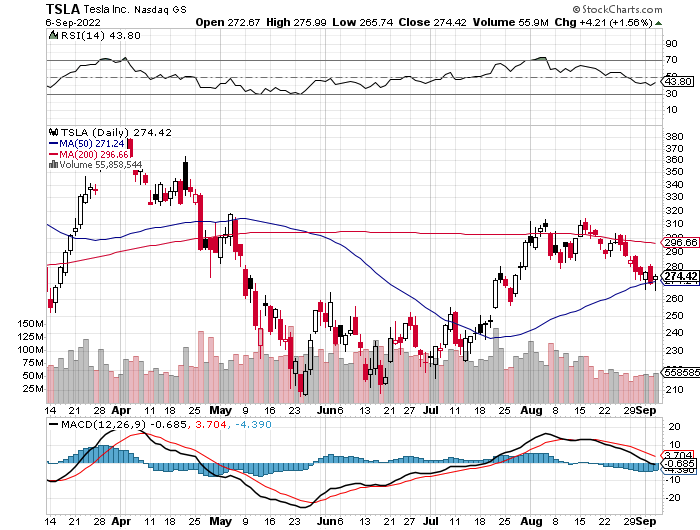 TSLA Tesla Inc. Nasdaq GS © StockCharts.com
6-Sep-2022 Open 272.67 High 275.99 Low 265.74 Close 274.42 Volume 55.9M Chg +4.21 (+1.56%)
RSI(14) 43.80
90
70
50
43.80
30
10
TSLA (Daily) 274.42
MA(50) 271.24
MA(200) 296.66
Volume 55,858,544
380
370
360
350
340
330
320
310
300
296.66
290
280
274.42
260
250
240
230
220
210
150M
125M
100M
75M
50M
25M
14 21 28 Apr 11 18 25 May 9 16 23 Jun 6 13 21 Jul 11 18 25 Aug 8 15 22 29 Sep
MACD(12,26,9) -0.685, 3.704, -4.390
20
10
3.704
-0.685
-4.390
-10
-20
14 21 28 Apr 11 18 25 May 9 16 23 Jun 6 13 21 Jul 11 18 25 Aug 8 15 22 29 Sep